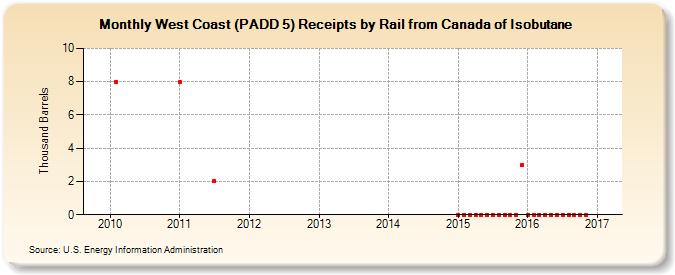 Monthly West Coast (PADD 5) Receipts by Rail from Canada of Isobutane
Thousand Barrels
10
8
6
4
2
0
2010 2011 2012 2013 2014 2015 2016 2017
Source: U.S. Energy Information Administration